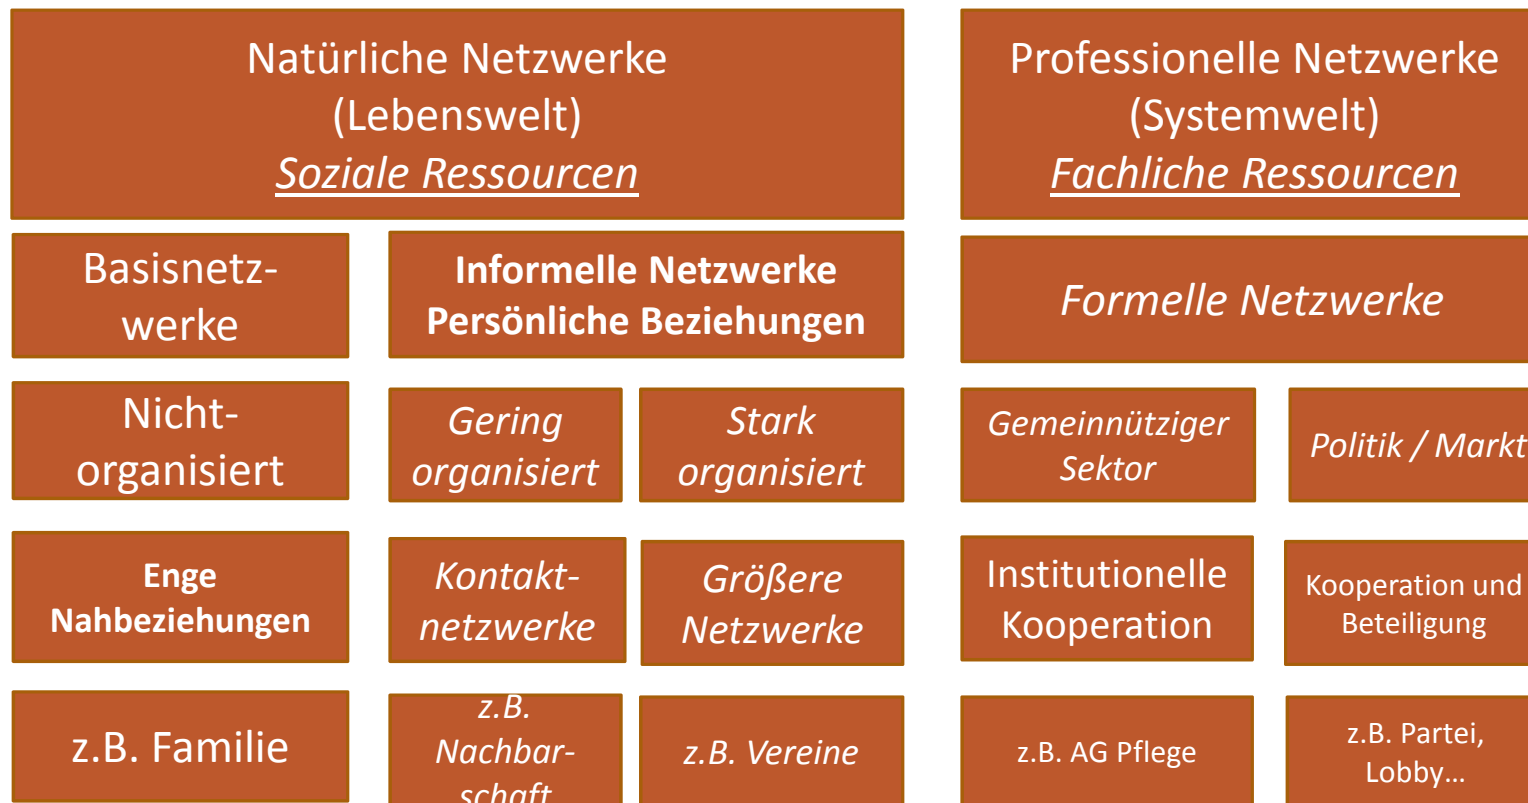 Natürliche Netzwerke
(Lebenswelt)
Soziale Ressourcen
Professionelle Netzwerke
(Systemwelt)
Fachliche Ressourcen
Basisnetz-
werke
Informelle Netzwerke
Persönliche Beziehungen
Formelle Netzwerke
Nicht-
organisiert
Gering
organisiert
Stark
organisiert
Gemeinnütziger
Sektor
Politik / Markt
Enge
Nahbeziehungen
Kontakt-
netzwerke
Größere
Netzwerke
Institutionelle
Kooperation
Kooperation und
Beteiligung
z.B. Familie
z.B.
Nachbar-
schaft
z.B. Vereine
z.B. AG Pflege
z.B. Partei,
Lobby…